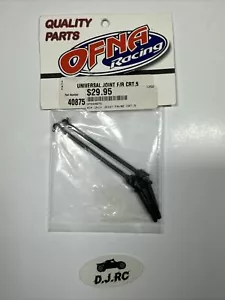 QUALITY
PARTS
OFNA
Racing
UNIVERSAL JOINT F/R CRT.5
$29.95
40875
D.J.RC